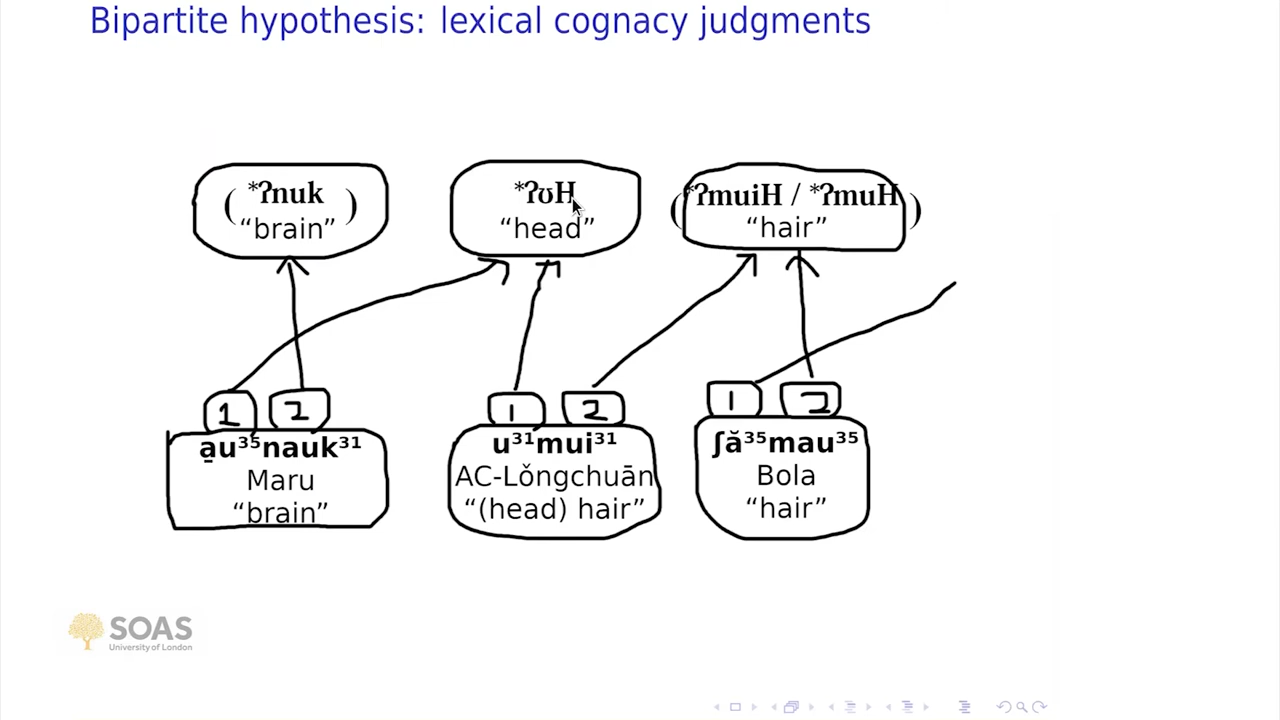 Bipartite hypothesis: lexical cognacy judgments
( *ʔnuk )
“brain”
*ʔʊH
“head”
( *ʔmuiH / *ʔmuH )
“hair”
1 2
a̱u³⁵nauk³¹
Maru
“brain”
1 2
u³¹mui³¹
AC-Lǒngchuān
“(head) hair”
1 2
ʃă³⁵mau³⁵
Bola
“hair”
SOAS
University of London